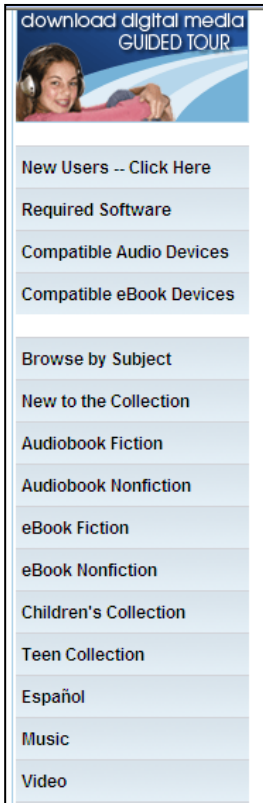 download digital media
GUIDED TOUR
New Users -- Click Here
Required Software
Compatible Audio Devices
Compatible eBook Devices
Browse by Subject
New to the Collection
Audiobook Fiction
Audiobook Nonfiction
eBook Fiction
eBook Nonfiction
Children's Collection
Teen Collection
Español
Music
Video